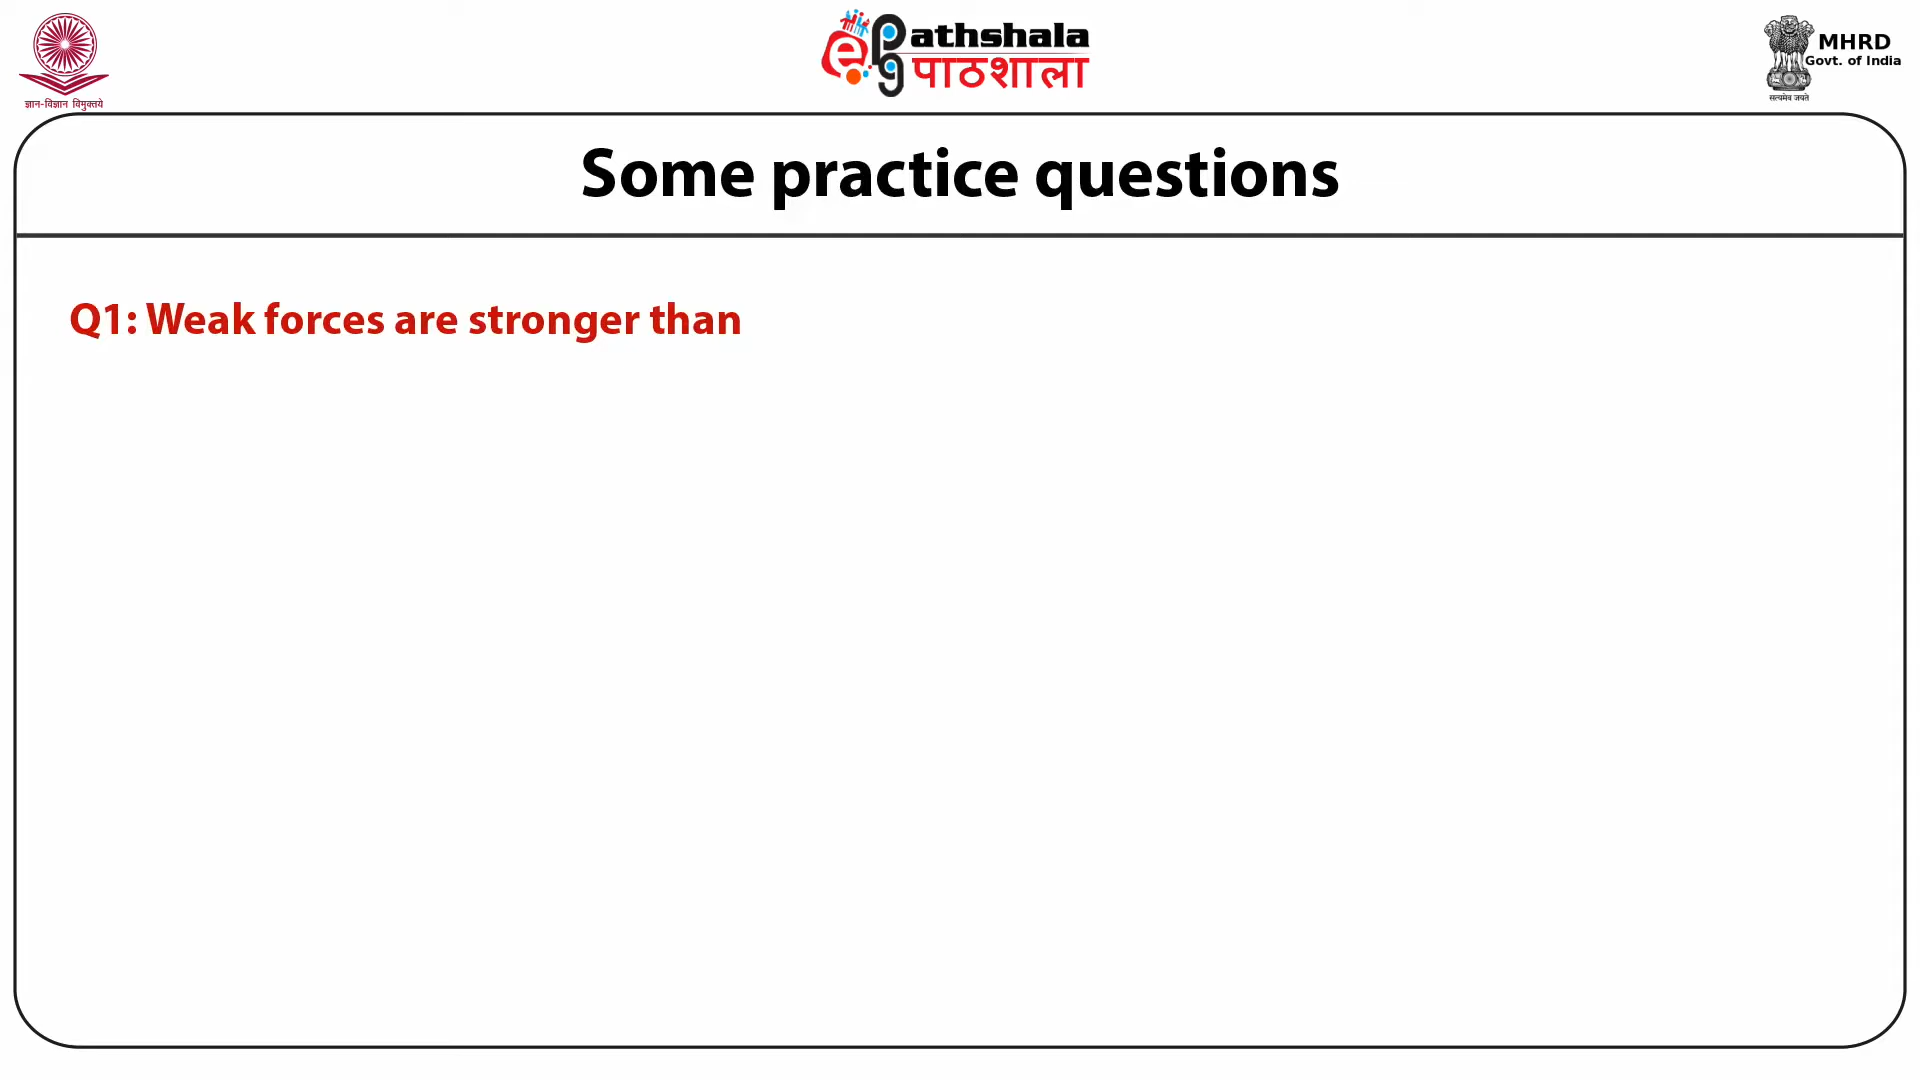 ज्ञान-विज्ञान विमुक्तये
e pg athshala
पाठशाला
MHRD
Govt. of India
सत्यमेव जयते
Some practice questions
Q1: Weak forces are stronger than